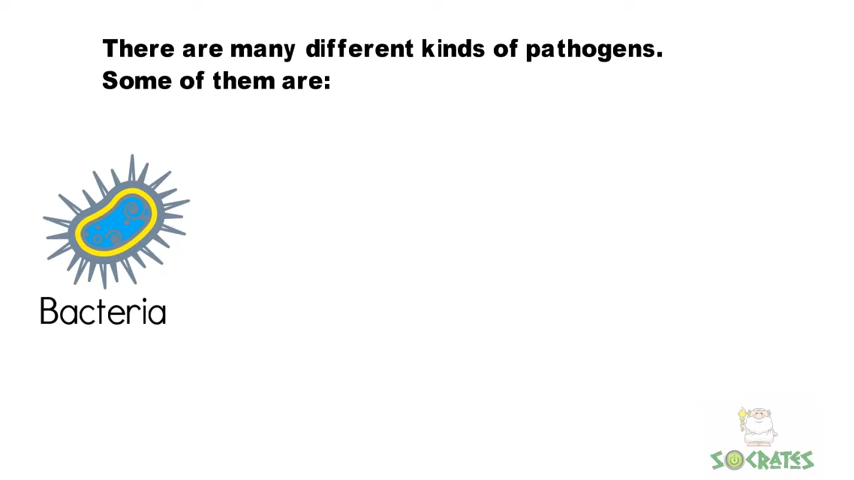 There are many different kinds of pathogens.
Some of them are:
Bacteria
SOCRATES